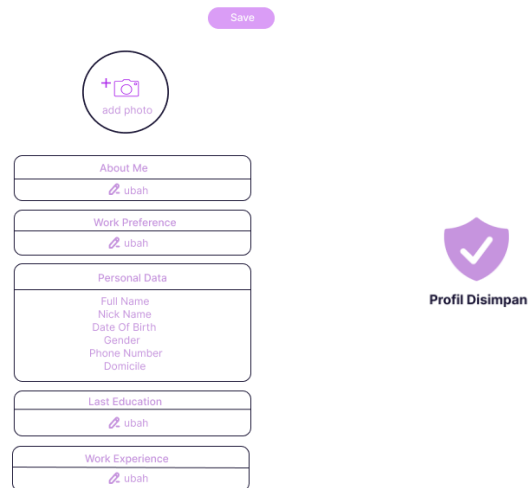 Save
add photo
About Me
ubah
Work Preference
ubah
Personal Data
Full Name
Nick Name
Date Of Birth
Gender
Phone Number
Domicile
Last Education
ubah
Work Experience
ubah
Profil Disimpan